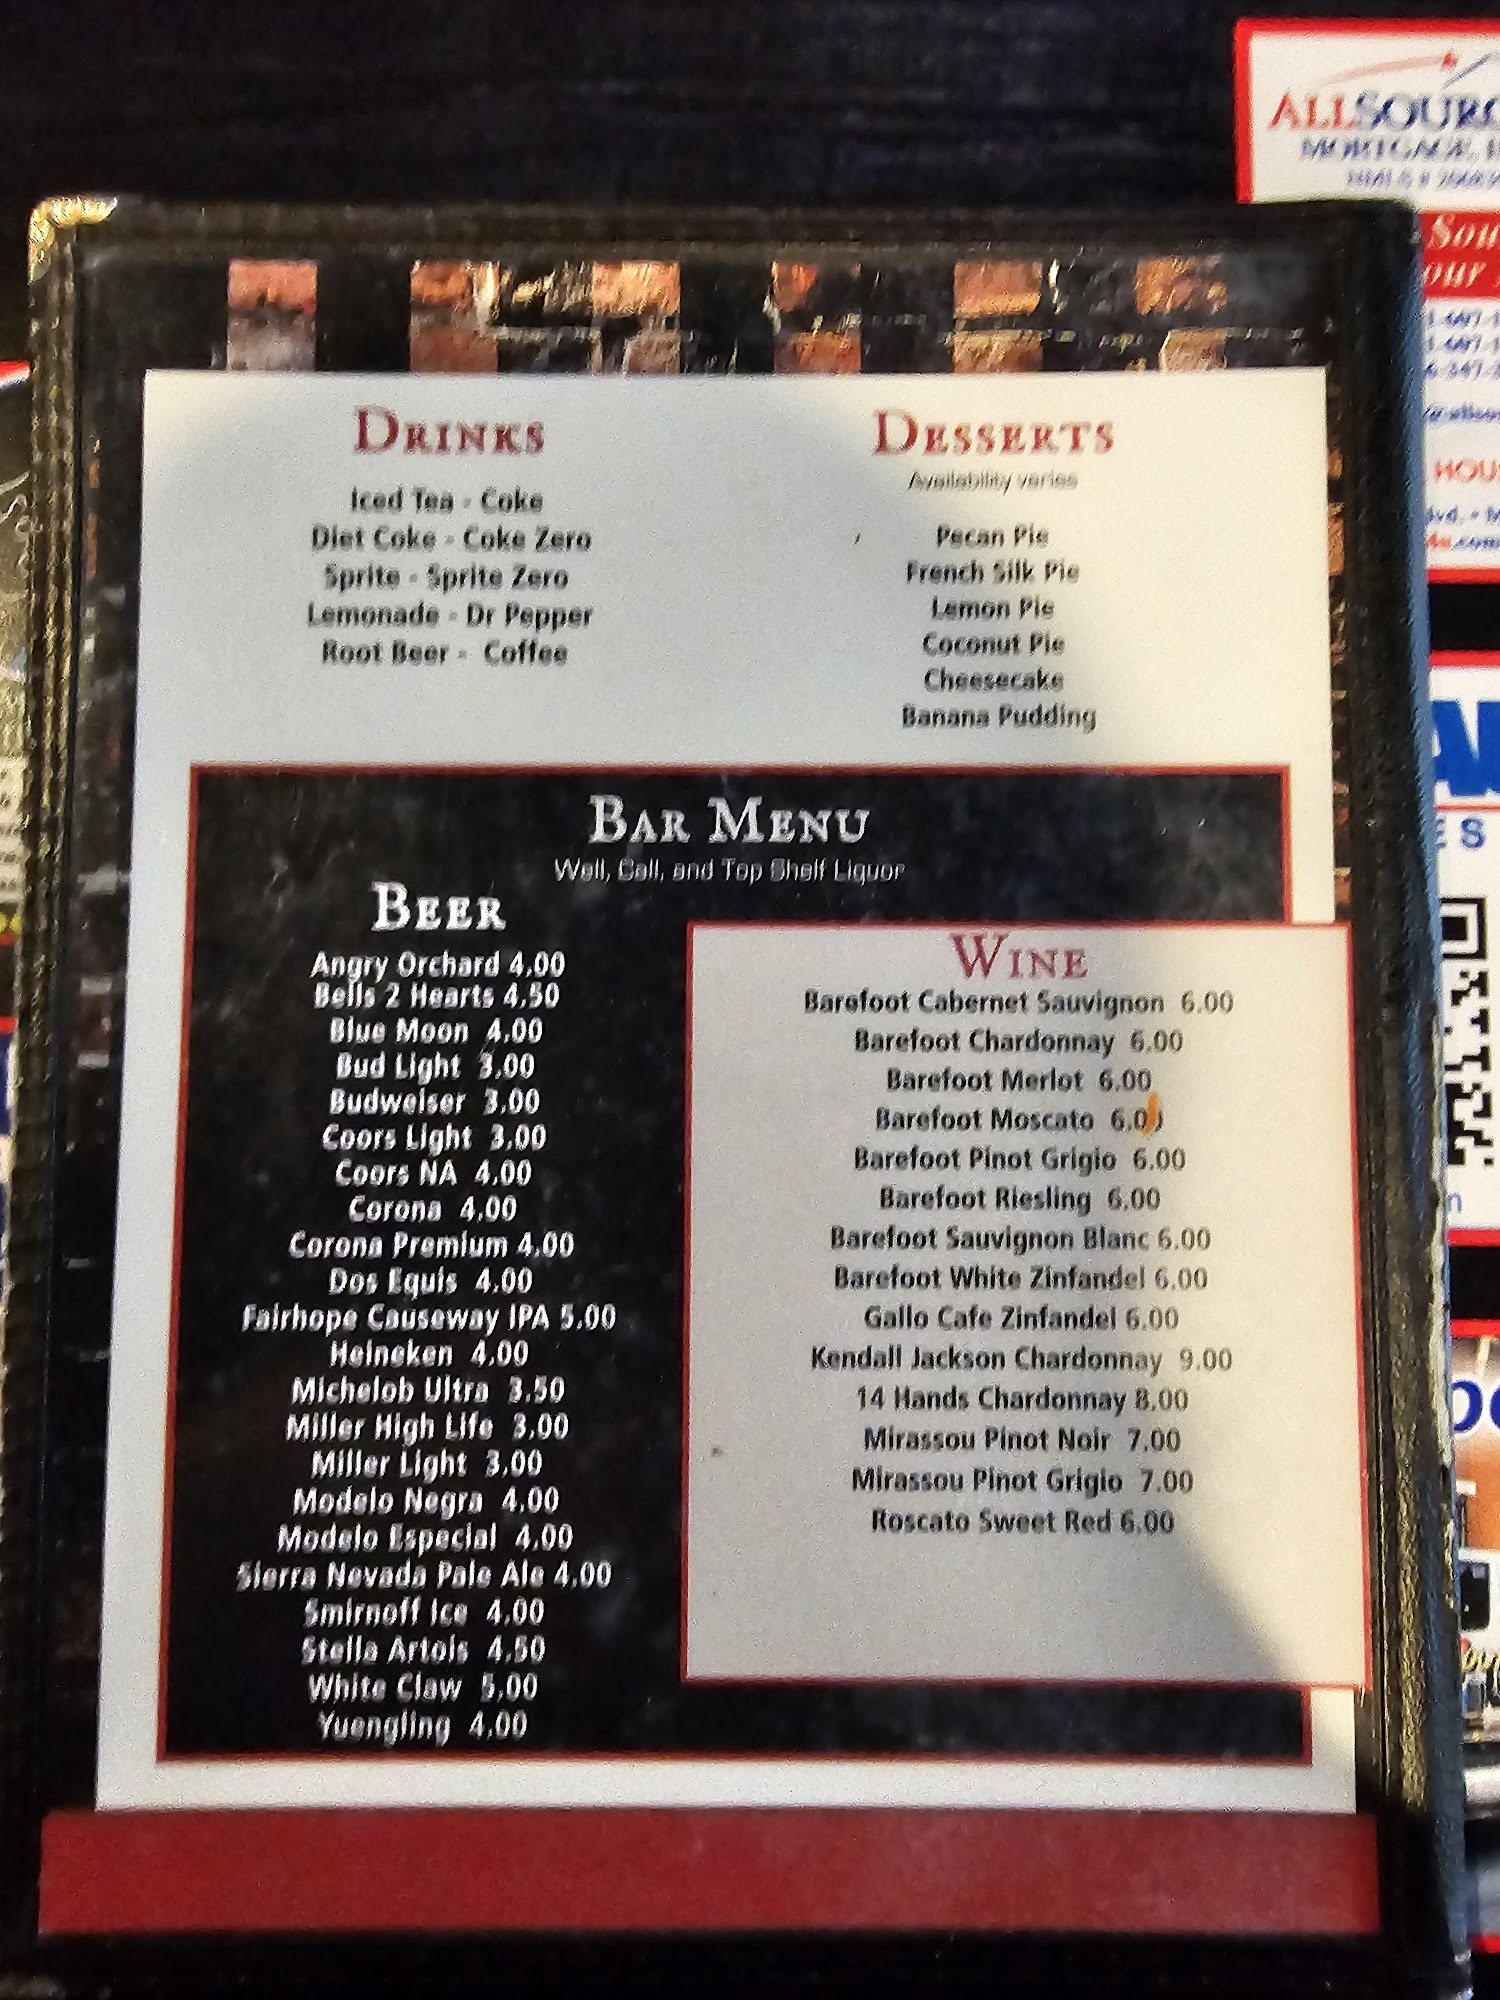 ALLSOURC
MORTGAGE,
Drinks
Iced Tea - Coke
Diet Coke - Coke Zero
Sprite - Sprite Zero
Lemonade - Dr Pepper
Root Beer - Coffee
Desserts
Availability varies
Pecan Pie
French Silk Pie
Lemon Pie
Coconut Pie
Cheesecake
Banana Pudding
Bar Menu
Well, Call, and Top Shelf Liquor
Beer
Angry Orchard 4.00
Bells 2 Hearts 4.50
Blue Moon 4.00
Bud Light 3.00
Budweiser 3.00
Coors Light 3.00
Coors NA 4.00
Corona 4.00
Corona Premium 4.00
Dos Equis 4.00
Fairhope Causeway IPA 5.00
Heineken 4.00
Michelob Ultra 3.50
Miller High Life 3.00
Miller Light 3.00
Modelo Negra 4.00
Modelo Especial 4.00
Sierra Nevada Pale Ale 4.00
Smirnoff Ice 4.00
Stella Artois 4.50
White Claw 5.00
Yuengling 4.00
Wine
Barefoot Cabernet Sauvignon 6.00
Barefoot Chardonnay 6.00
Barefoot Merlot 6.00
Barefoot Moscato 6.00
Barefoot Pinot Grigio 6.00
Barefoot Riesling 6.00
Barefoot Sauvignon Blanc 6.00
Barefoot White Zinfandel 6.00
Gallo Cafe Zinfandel 6.00
Kendall Jackson Chardonnay 9.00
14 Hands Chardonnay 8.00
Mirassou Pinot Noir 7.00
Mirassou Pinot Grigio 7.00
Roscato Sweet Red 6.00
Sou
our
HOUS
.com
ES